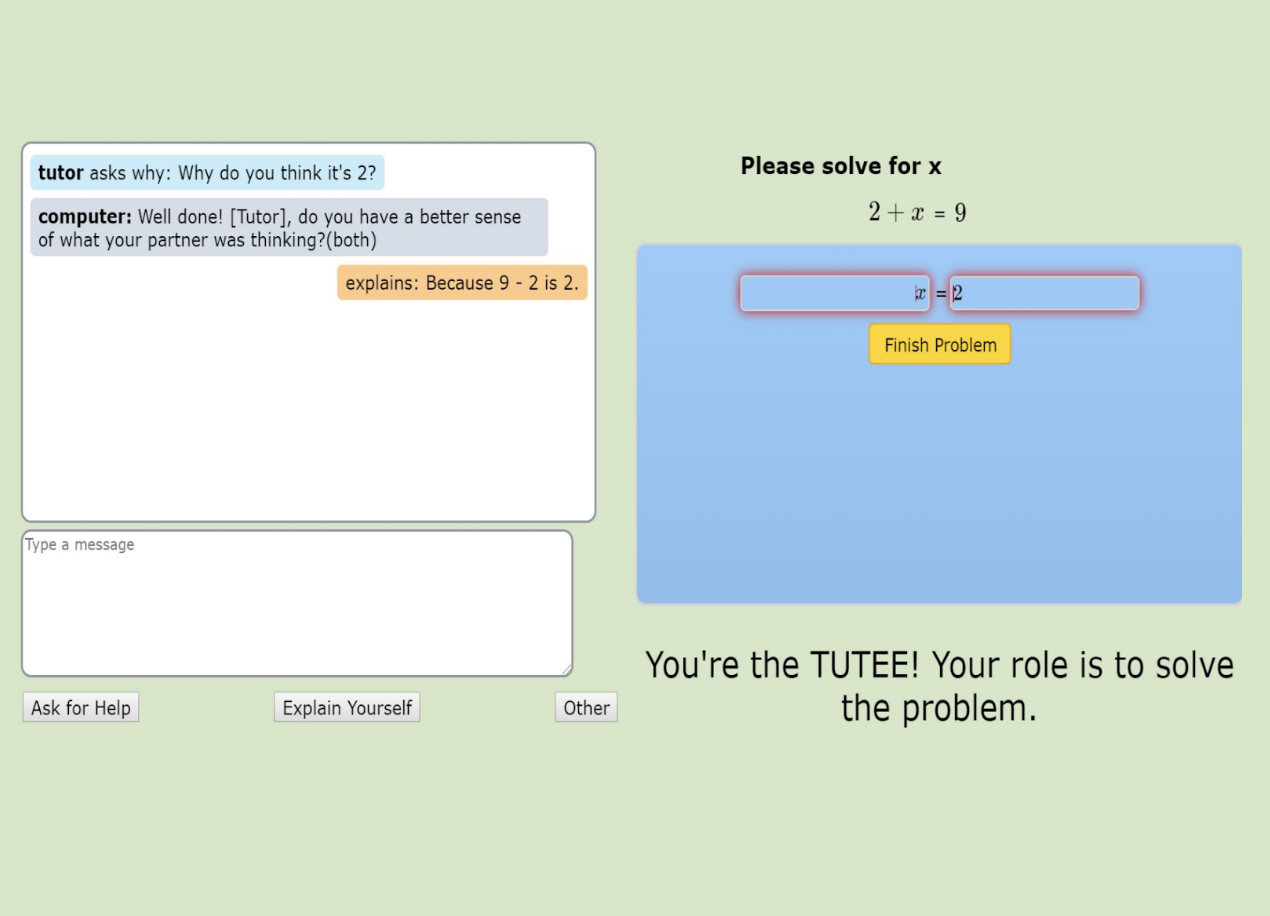 tutor asks why: Why do you think it's 2?
computer: Well done! [Tutor], do you have a better sense
of what your partner was thinking?(both)
explains: Because 9 - 2 is 2.
Type a message
Ask for Help
Explain Yourself
Other
Please solve for x
2 + x = 9
x = 2
Finish Problem
You're the TUTEE! Your role is to solve
the problem.